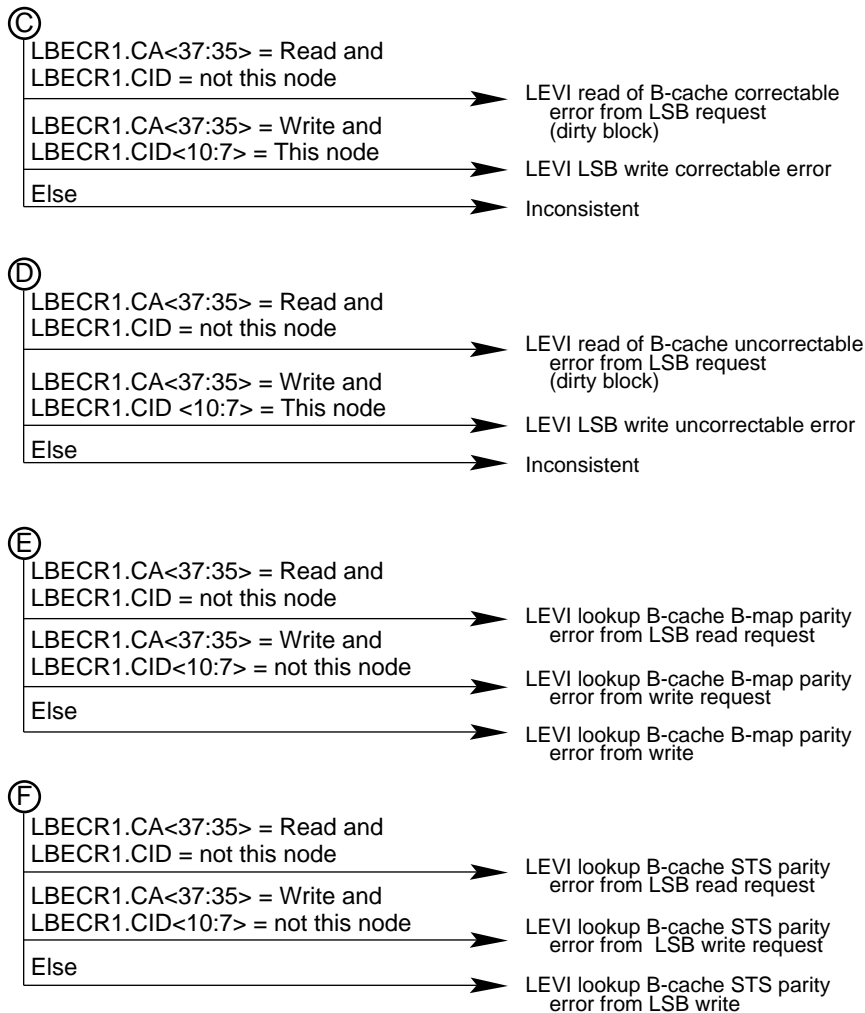 C
LBECR1.CA<37:35> = Read and
LBECR1.CID = not this node
LEVI read of B-cache correctable
error from LSB request
(dirty block)
LBECR1.CA<37:35> = Write and
LBECR1.CID<10:7> = This node
LEVI LSB write correctable error
Else
Inconsistent
D
LBECR1.CA<37:35> = Read and
LBECR1.CID = not this node
LEVI read of B-cache uncorrectable
error from LSB request
(dirty block)
LBECR1.CA<37:35> = Write and
LBECR1.CID <10:7> = This node
LEVI LSB write uncorrectable error
Else
Inconsistent
E
LBECR1.CA<37:35> = Read and
LBECR1.CID = not this node
LEVI lookup B-cache B-map parity
error from LSB read request
LBECR1.CA<37:35> = Write and
LBECR1.CID<10:7> = not this node
LEVI lookup B-cache B-map parity
error from write request
Else
LEVI lookup B-cache B-map parity
error from write
F
LBECR1.CA<37:35> = Read and
LBECR1.CID = not this node
LEVI lookup B-cache STS parity
error from LSB read request
LBECR1.CA<37:35> = Write and
LBECR1.CID<10:7> = not this node
LEVI lookup B-cache STS parity
error from  LSB write request
Else
LEVI lookup B-cache STS parity
error from LSB write